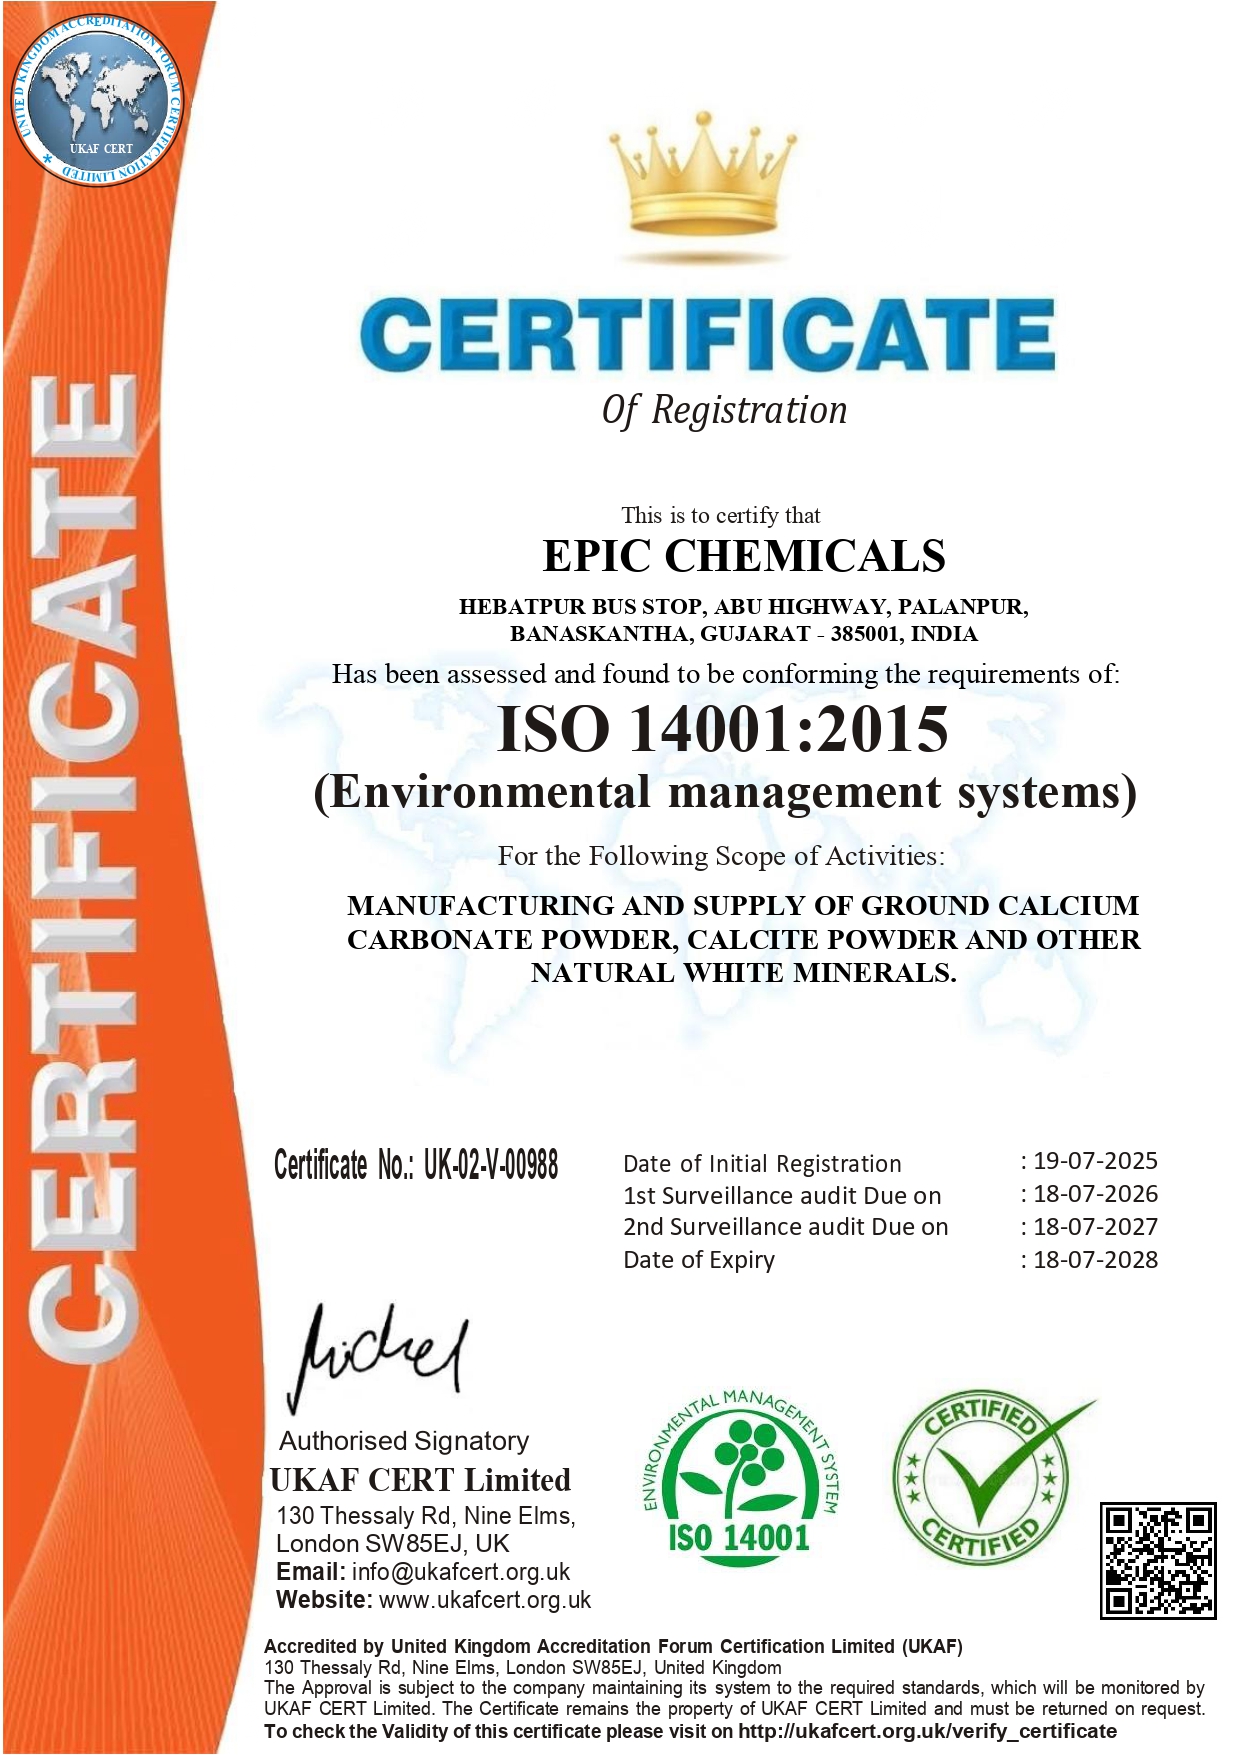 UNITED KINGDOM ACCREDITATION FORUM CERTIFICATION LIMITED
UKAF CERT
CERTIFICATE
CERTIFICATE
Of Registration
This is to certify that
EPIC CHEMICALS
HEBATPUR BUS STOP, ABU HIGHWAY, PALANPUR,
BANASKANTHA, GUJARAT - 385001, INDIA
Has been assessed and found to be conforming the requirements of:
ISO 14001:2015
(Environmental management systems)
For the Following Scope of Activities:
MANUFACTURING AND SUPPLY OF GROUND CALCIUM
CARBONATE POWDER, CALCITE POWDER AND OTHER
NATURAL WHITE MINERALS.
Certificate No.: UK-02-V-00988
Date of Initial Registration : 19-07-2025
1st Surveillance audit Due on : 18-07-2026
2nd Surveillance audit Due on : 18-07-2027
Date of Expiry : 18-07-2028
Michel
Authorised Signatory
UKAF CERT Limited
130 Thessaly Rd, Nine Elms,
London SW85EJ, UK
Email: info@ukafcert.org.uk
Website: www.ukafcert.org.uk
ENVIRONMENTAL MANAGEMENT SYSTEM
ISO 14001
CERTIFIED
CERTIFIED
Accredited by United Kingdom Accreditation Forum Certification Limited (UKAF)
130 Thessaly Rd, Nine Elms, London SW85EJ, United Kingdom
The Approval is subject to the company maintaining its system to the required standards, which will be monitored by
UKAF CERT Limited. The Certificate remains the property of UKAF CERT Limited and must be returned on request.
To check the Validity of this certificate please visit on http://ukafcert.org.uk/verify_certificate